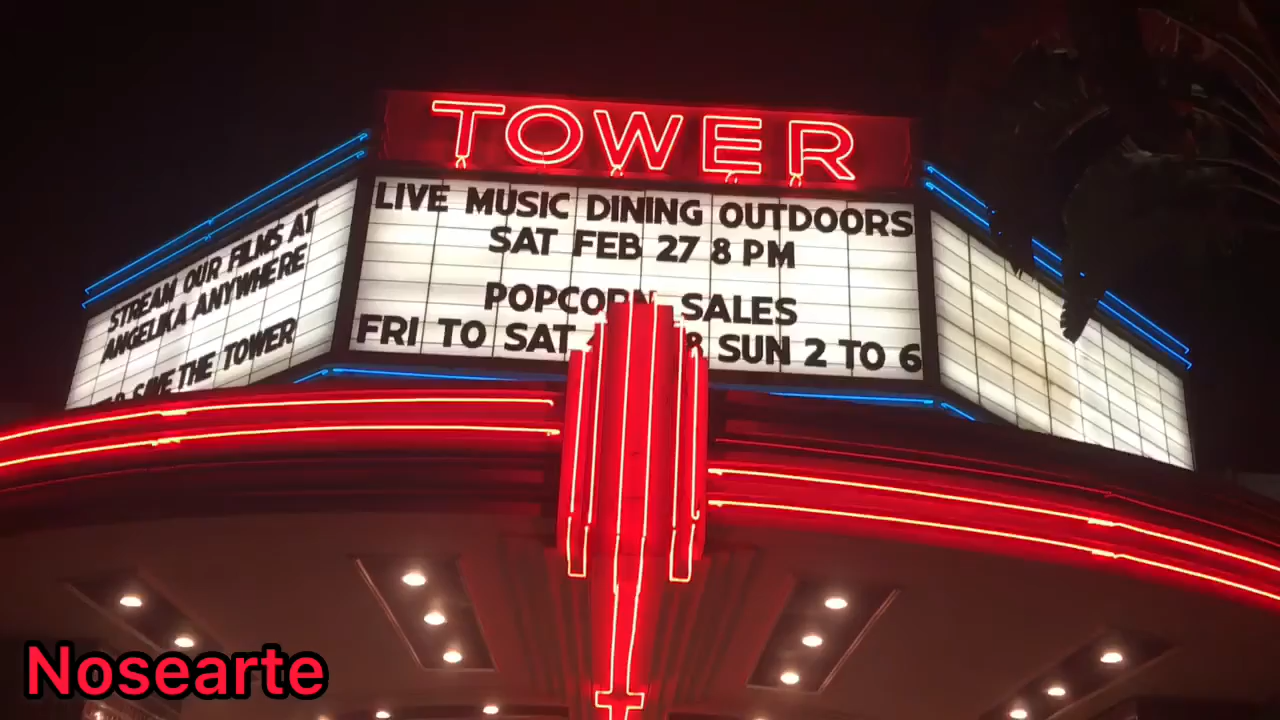 TOWER
LIVE MUSIC DINING OUTDOORS
SAT FEB 27 8 PM
POPCORN SALES
FRI TO SAT 8 SUN 2 TO 6
STREAM OUR FILMS AT
ANGELIKA ANYWHERE
SAVE THE TOWER
Nosearte